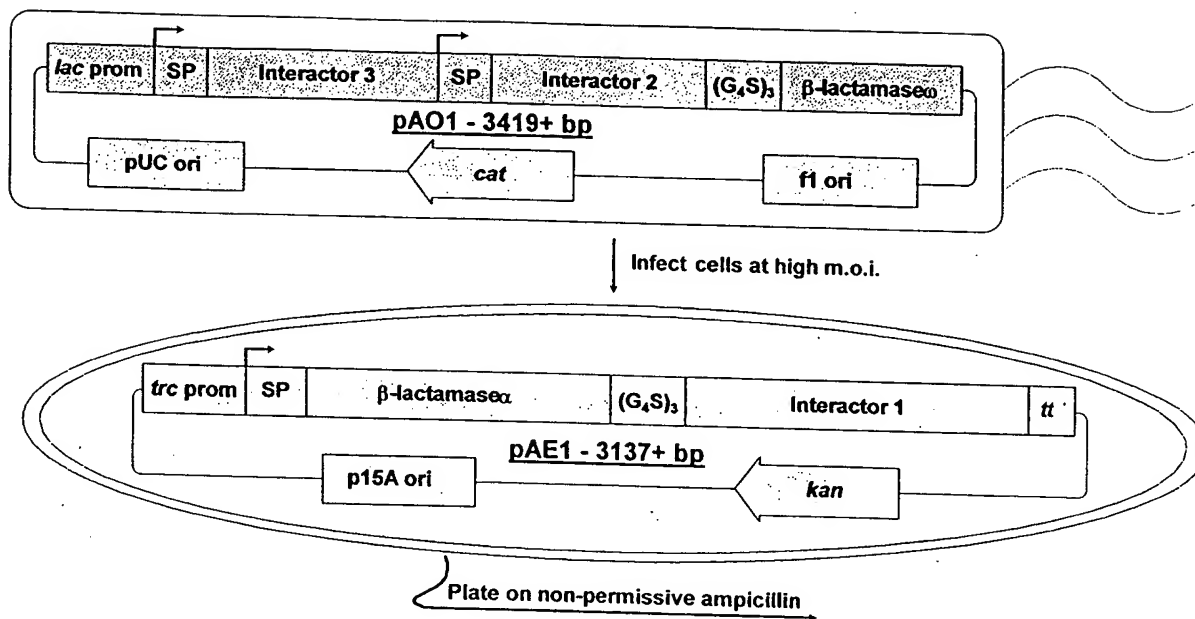 lac prom SP Interactor 3 SP Interactor 2 (G₄S)₃ β-lactamaseω
pAO1 - 3419+ bp
pUC ori cat f1 ori
Infect cells at high m.o.i.
trc prom SP β-lactamaseα (G₄S)₃ Interactor 1 tt
pAE1 - 3137+ bp
p15A ori kan
Plate on non-permissive ampicillin